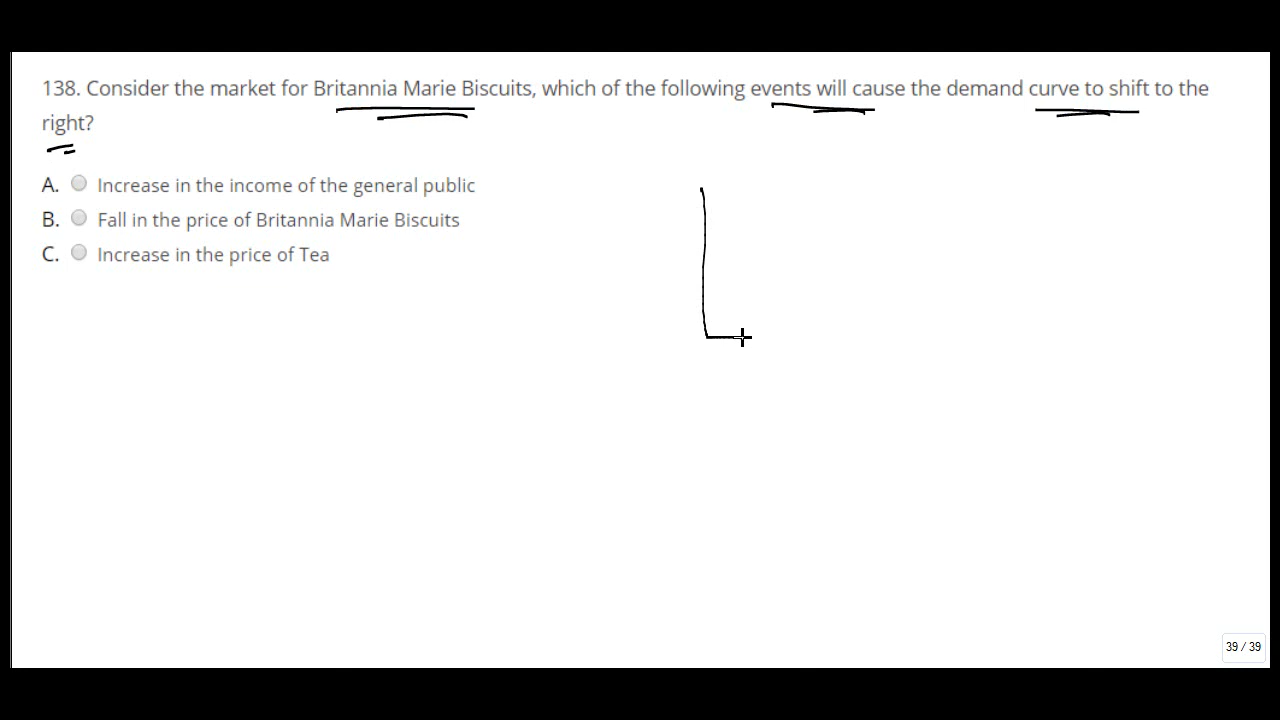 138. Consider the market for Britannia Marie Biscuits, which of the following events will cause the demand curve to shift to the
right?
A. Increase in the income of the general public
B. Fall in the price of Britannia Marie Biscuits
C. Increase in the price of Tea
39 / 39